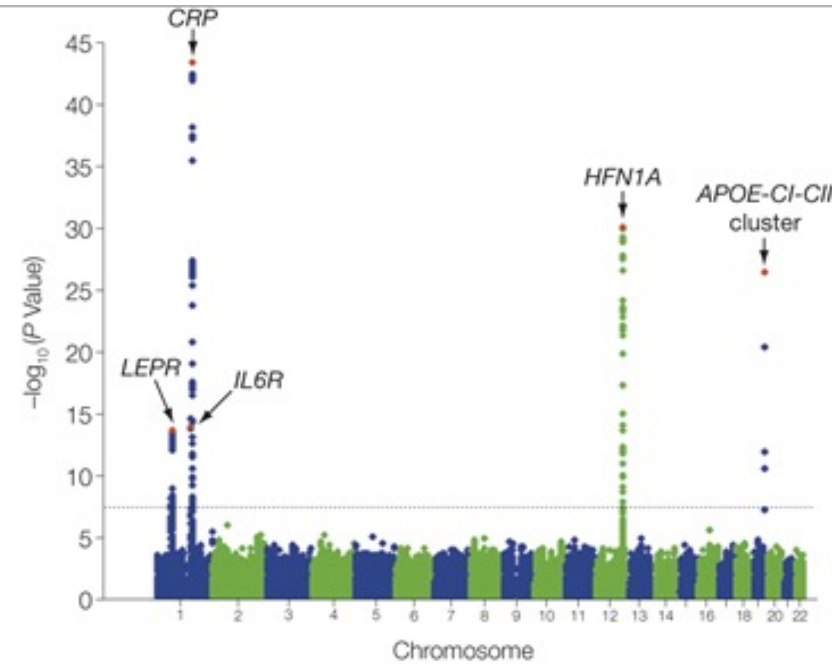 CRP
45
40
35
30
25
20
15
10
5
0
–log10(P Value)
HFN1A
APOE-CI-CII
cluster
LEPR
IL6R
1 2 3 4 5 6 7 8 9 10 11 12 13 14 16 18 20 22
Chromosome